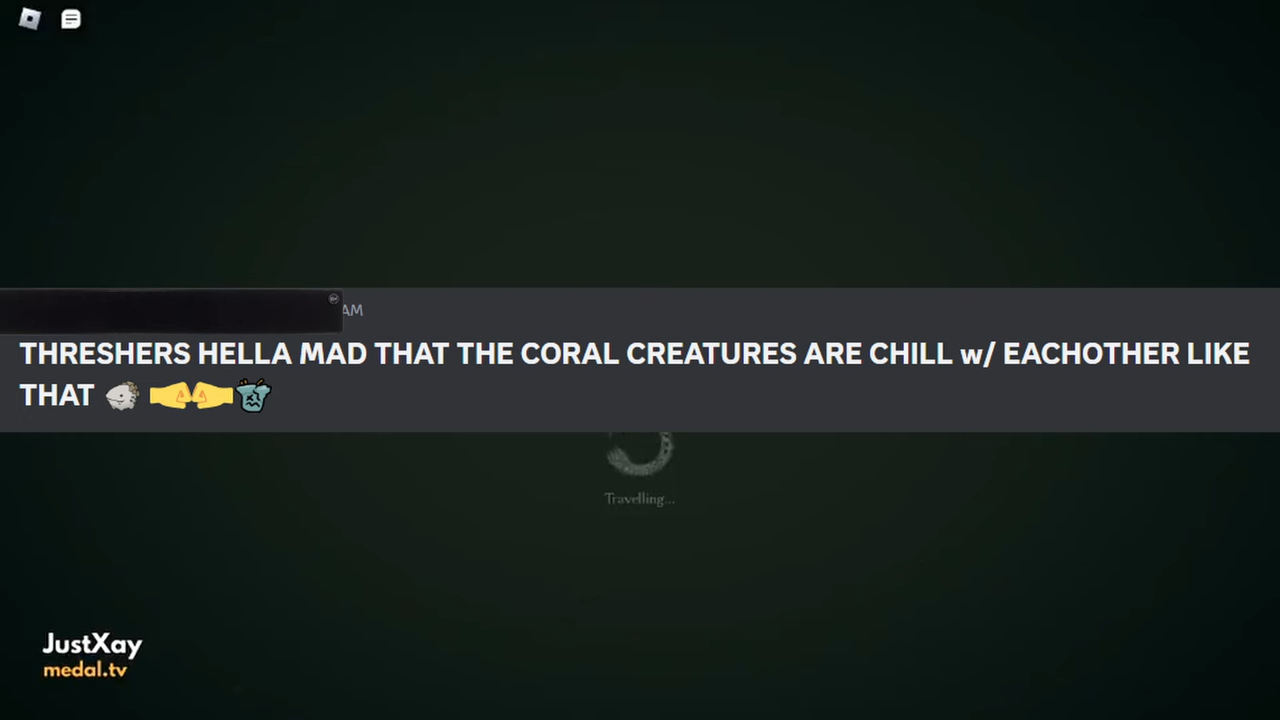 AM
THRESHERS HELLA MAD THAT THE CORAL CREATURES ARE CHILL w/ EACHOTHER LIKE
THAT
Travelling...
JustXay
medal.tv